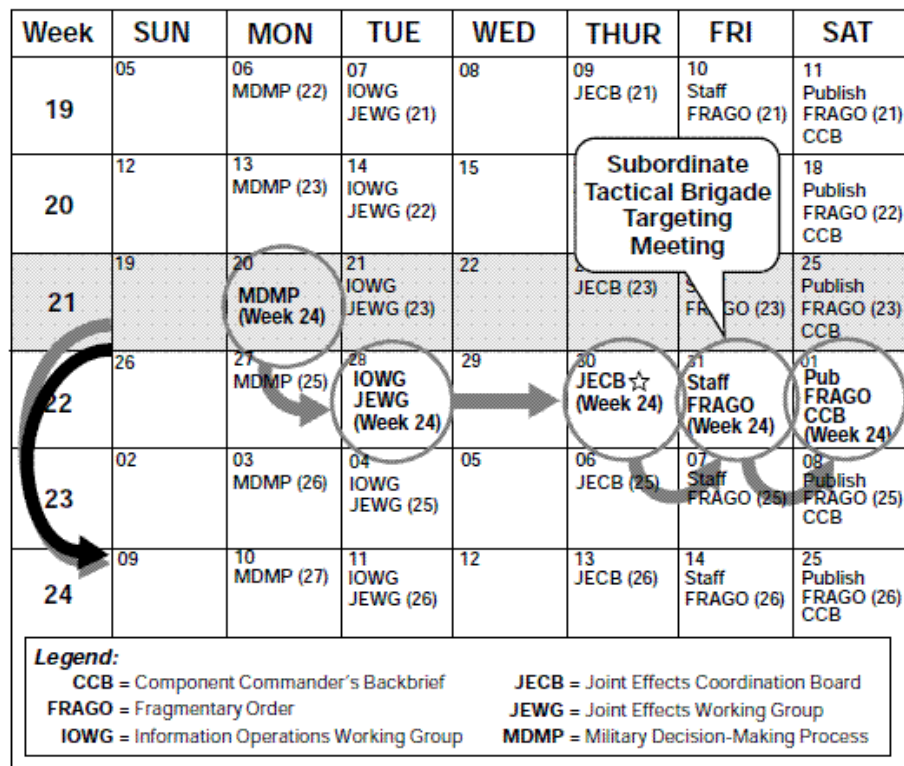 Week SUN MON TUE WED THUR FRI SAT
19
05
06
MDMP (22)
07
IOWG
JEWG (21)
08
09
JECB (21)
10
Staff
FRAGO (21)
11
Publish
FRAGO (21)
CCB
20
12
13
MDMP (23)
14
IOWG
JEWG (22)
15
Subordinate
Tactical Brigade
Targeting
Meeting
18
Publish
FRAGO (22)
CCB
21
19
20
MDMP
(Week 24)
21
IOWG
JEWG (23)
22
JECB (23)
FRAGO (23)
25
Publish
FRAGO (23)
CCB
22
26
27
MDMP (25)
28
IOWG
JEWG
(Week 24)
29
30
JECB☆
(Week 24)
31
Staff
FRAGO
(Week 24)
01
Pub
FRAGO
CCB
(Week 24)
23
02
03
MDMP (26)
04
IOWG
JEWG (25)
05
06
JECB (25)
07
Staff
FRAGO (25)
08
Publish
FRAGO (25)
CCB
24
09
10
MDMP (27)
11
IOWG
JEWG (26)
12
13
JECB (26)
14
Staff
FRAGO (26)
25
Publish
FRAGO (26)
CCB
Legend:
CCB = Component Commander's Backbrief
JECB = Joint Effects Coordination Board
FRAGO = Fragmentary Order
JEWG = Joint Effects Working Group
IOWG = Information Operations Working Group
MDMP = Military Decision-Making Process